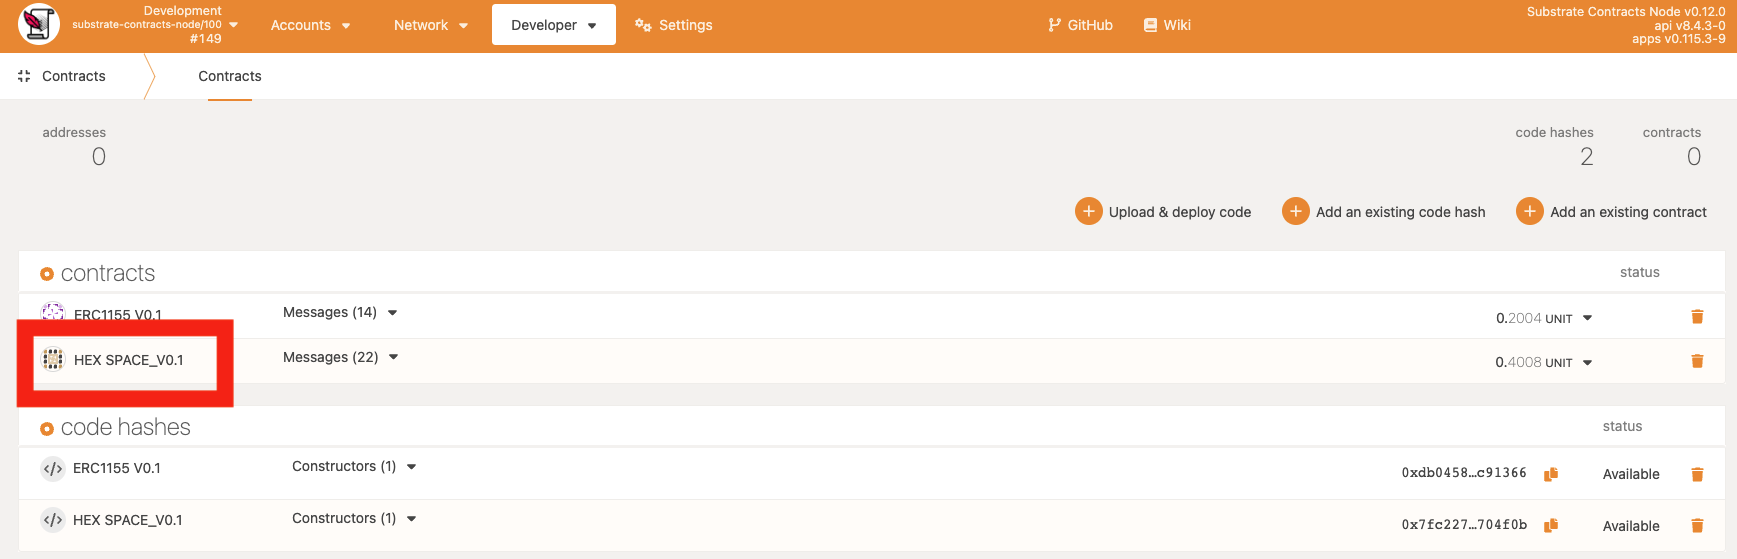 Development
substrate-contracts-node/100
#149
Accounts
Network
Developer
Settings
GitHub
Wiki
Substrate Contracts Node v0.12.0
api v8.4.3-0
apps v0.115.3-9
Contracts
Contracts
addresses
0
code hashes
2
contracts
0
Upload & deploy code
Add an existing code hash
Add an existing contract
contracts
status
ERC1155 V0.1
Messages (14)
0.2004 UNIT
HEX SPACE_V0.1
Messages (22)
0.4008 UNIT
code hashes
status
ERC1155 V0.1
Constructors (1)
0xdb0458…c91366
Available
HEX SPACE_V0.1
Constructors (1)
0x7fc227…704f0b
Available